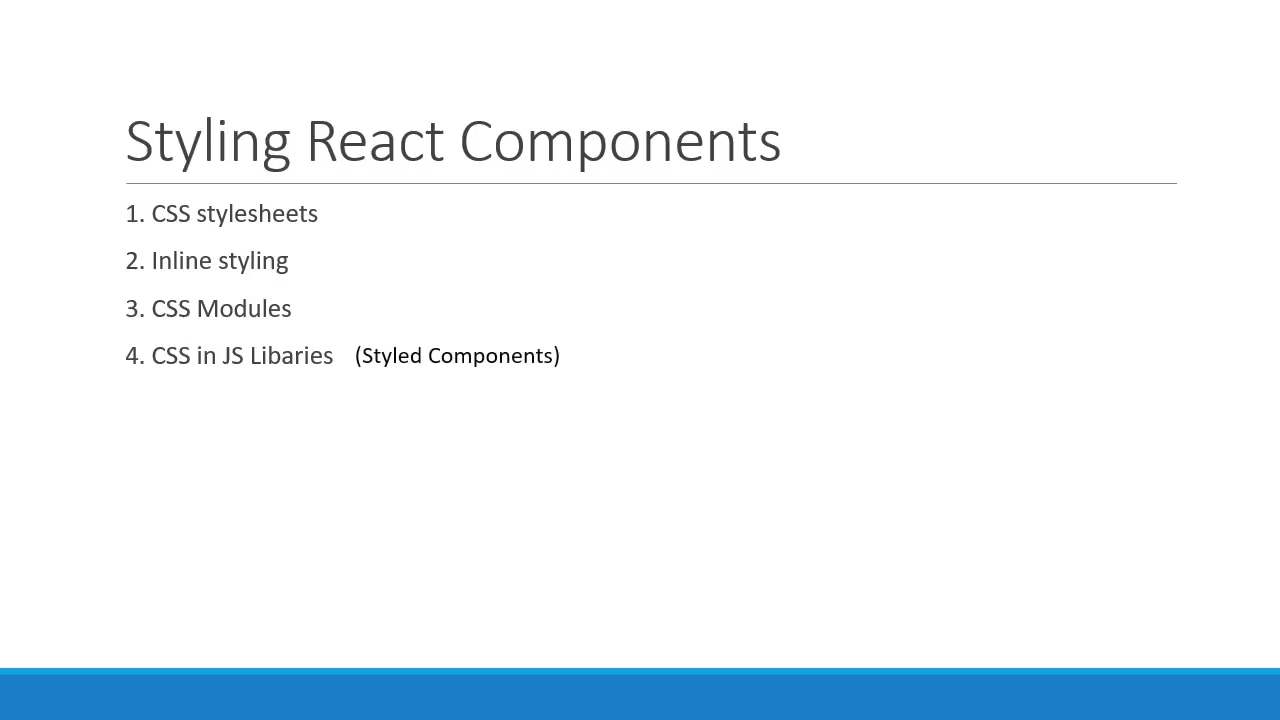 Styling React Components
1. CSS stylesheets
2. Inline styling
3. CSS Modules
4. CSS in JS Libaries (Styled Components)